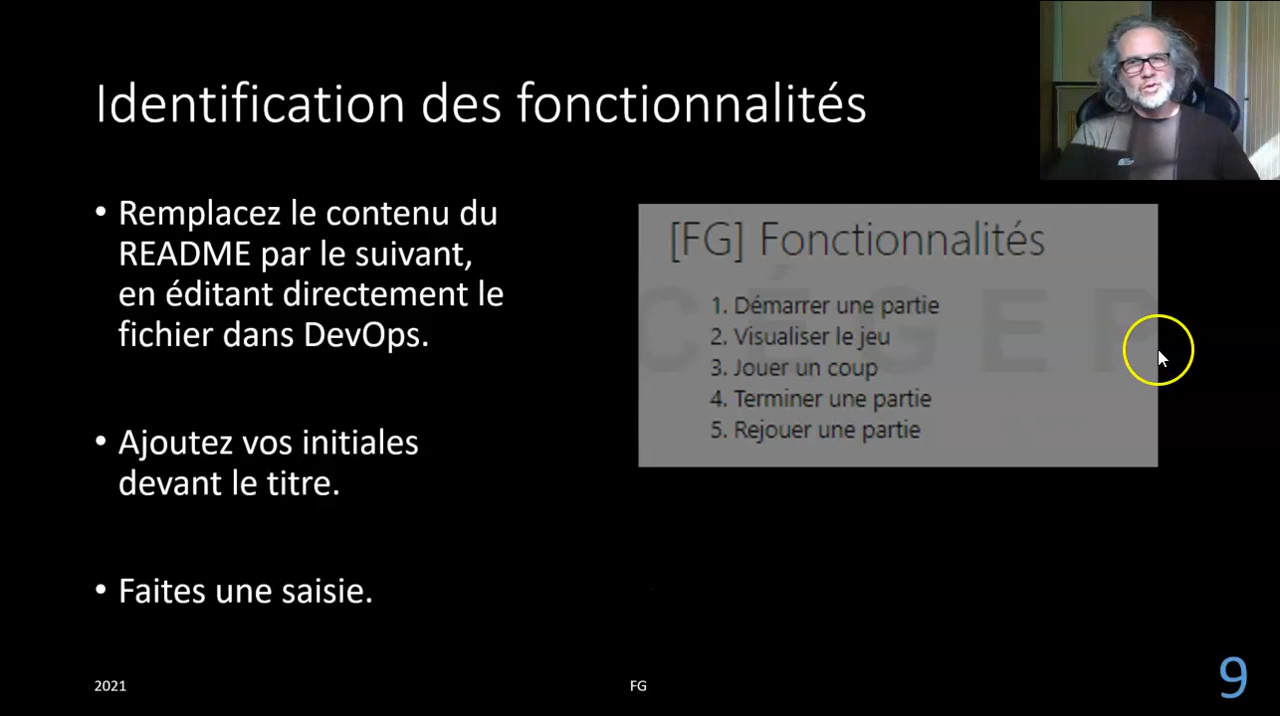 Identification des fonctionnalités
• Remplacez le contenu du
README par le suivant,
en éditant directement le
fichier dans DevOps.
• Ajoutez vos initiales
devant le titre.
• Faites une saisie.
[FG] Fonctionnalités
CÉGEP
1. Démarrer une partie
2. Visualiser le jeu
3. Jouer un coup
4. Terminer une partie
5. Rejouer une partie
2021
FG
9